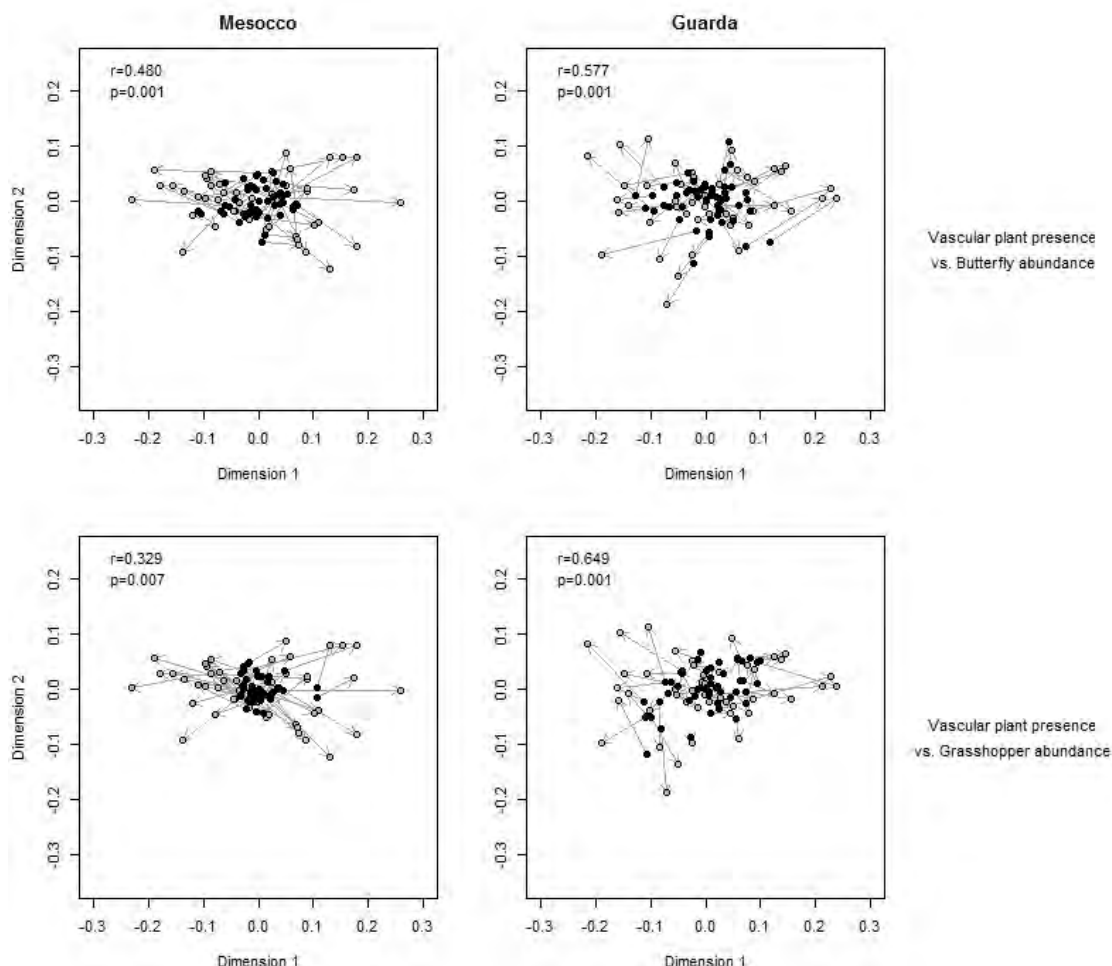 Mesocco
Guarda
r=0.480
p=0.001
r=0.577
p=0.001
0.2
0.1
0.0
-0.1
-0.2
-0.3
Dimension 2
0.2
0.1
0.0
-0.1
-0.2
-0.3
Vascular plant presence
vs. Butterfly abundance
-0.3 -0.2 -0.1 0.0 0.1 0.2 0.3
Dimension 1
-0.3 -0.2 -0.1 0.0 0.1 0.2 0.3
Dimension 1
r=0.329
p=0.007
r=0.649
p=0.001
0.2
0.1
0.0
-0.1
-0.2
-0.3
Dimension 2
0.2
0.1
0.0
-0.1
-0.2
-0.3
Vascular plant presence
vs. Grasshopper abundance
-0.3 -0.2 -0.1 0.0 0.1 0.2 0.3
Dimension 1
-0.3 -0.2 -0.1 0.0 0.1 0.2 0.3
Dimension 1